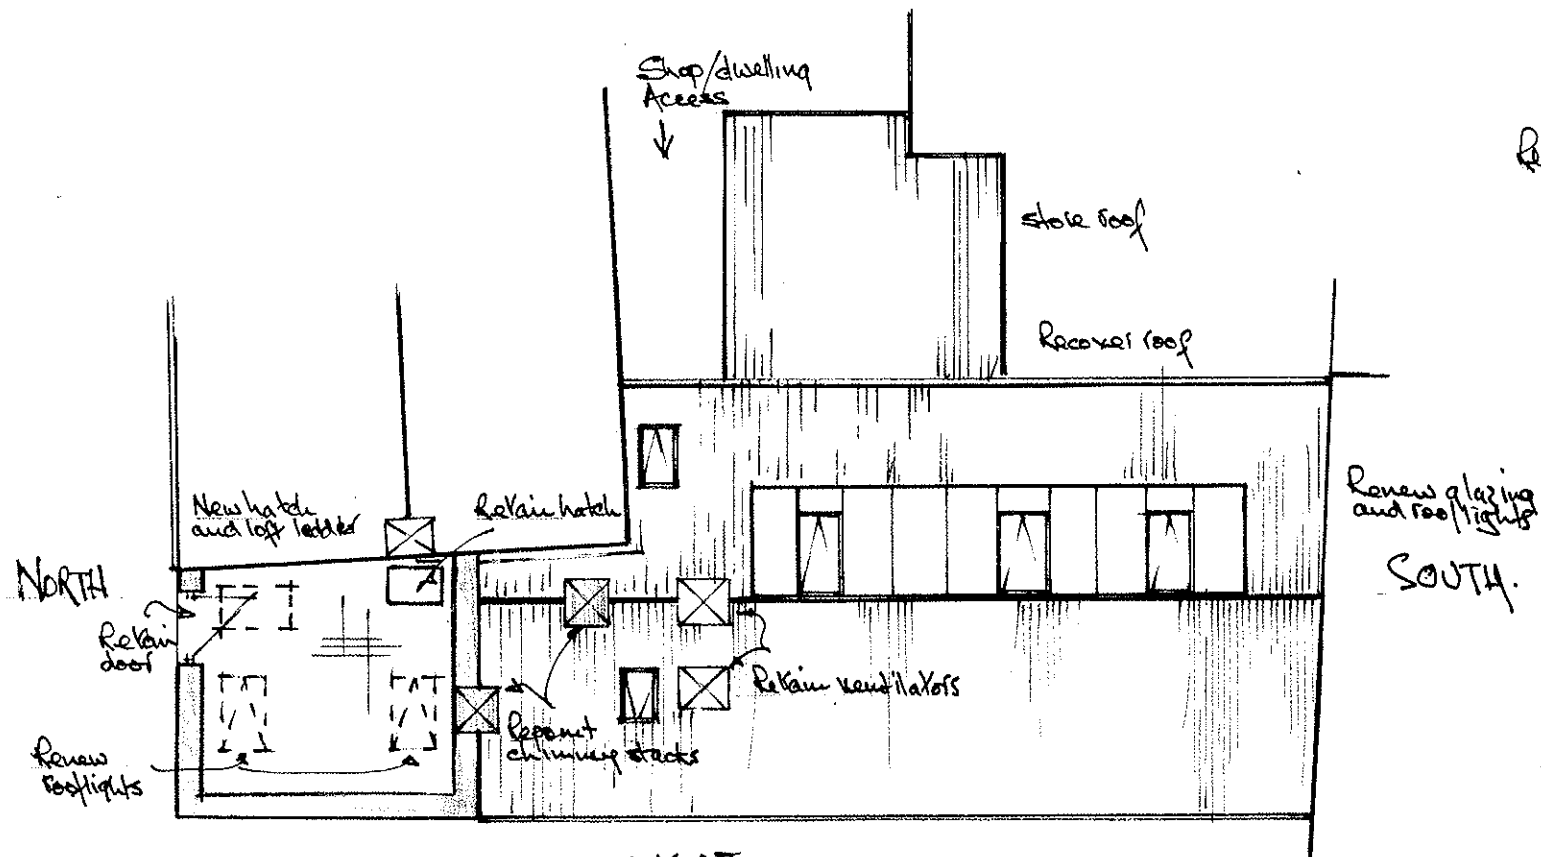 Shop/dwelling
Access
Re
store roof
Recover roof
New hatch
and loft ladder
Retain hatch
Renew glazing
and rooflights
NORTH
SOUTH.
Retain
door
Retain ventilators
Repoint
chimney stacks
Renew
rooflights